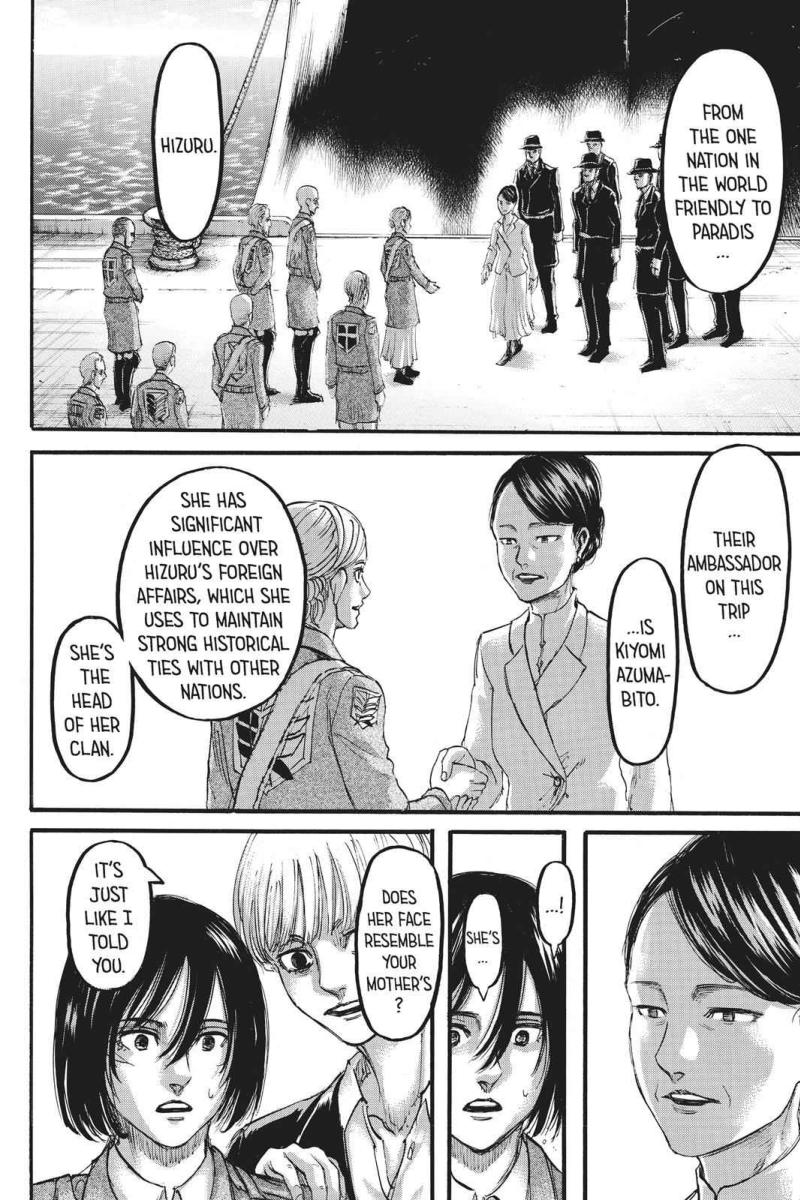 FROM
THE ONE
NATION IN
THE WORLD
FRIENDLY TO
PARADIS
...
HIZURU.
THEIR
AMBASSADOR
ON THIS
TRIP
...
...IS
KIYOMI
AZUMA-
BITO.
SHE HAS
SIGNIFICANT
INFLUENCE OVER
HIZURU'S FOREIGN
AFFAIRS, WHICH SHE
USES TO MAINTAIN
STRONG HISTORICAL
TIES WITH OTHER
NATIONS.
SHE'S
THE
HEAD
OF HER
CLAN.
...!
SHE'S
...
DOES
HER FACE
RESEMBLE
YOUR
MOTHER'S
?
IT'S
JUST
LIKE I
TOLD
YOU.